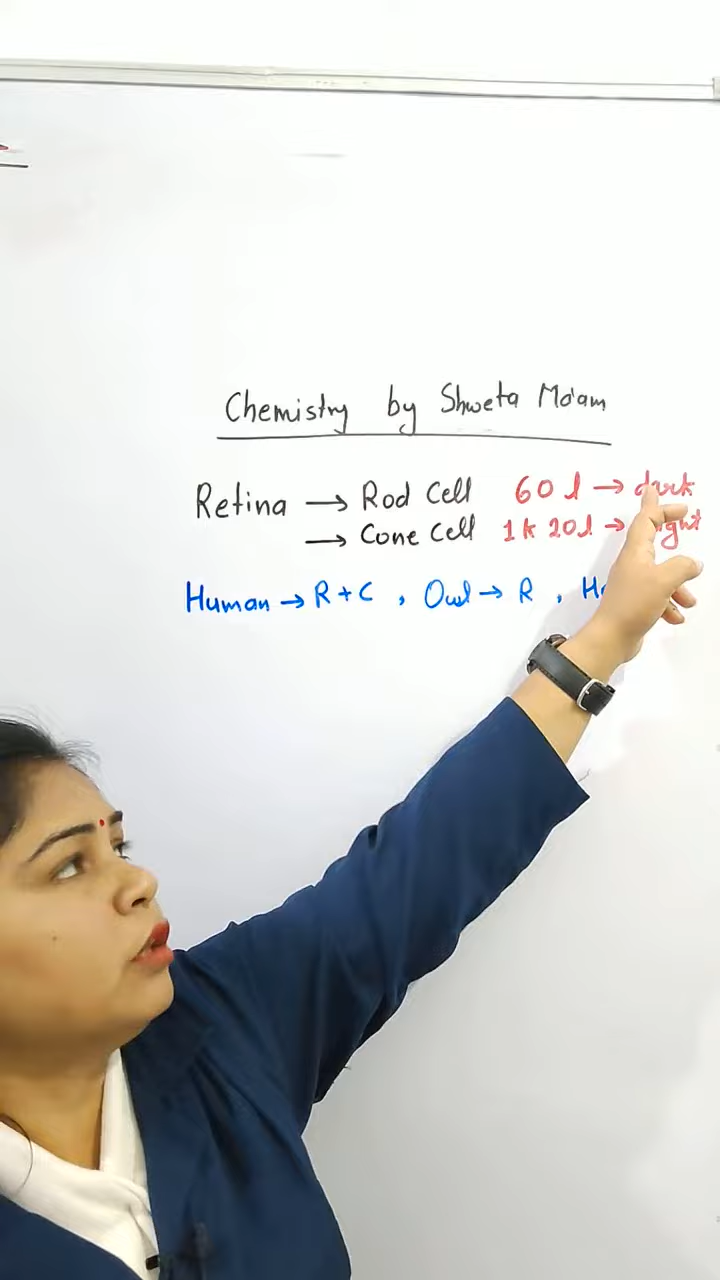 Chemistry by Shweta Ma'am
Retina → Rod Cell 60 l → dark
→ Cone Cell 1k 20l →
Human → R + C , Owl → R ,